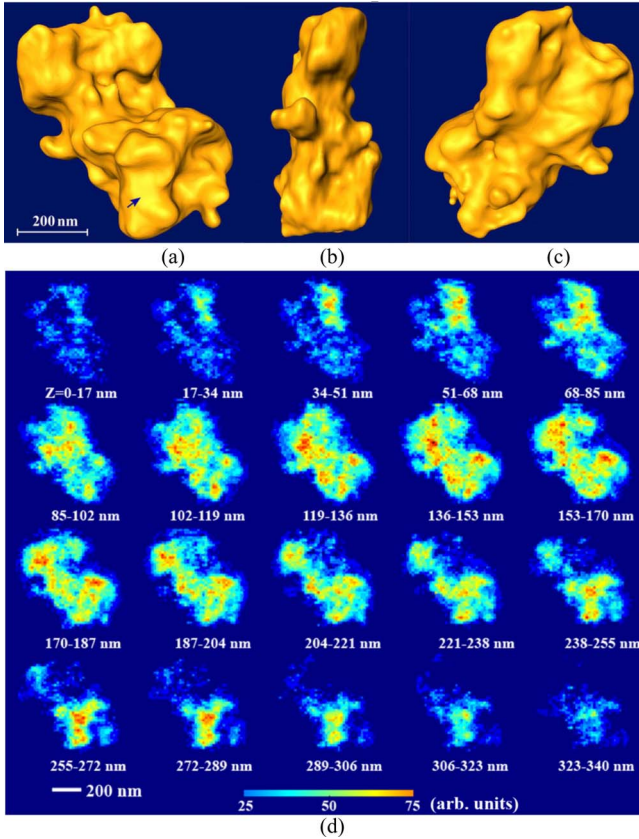 200 nm
(a) (b) (c)
Z=0-17 nm 17-34 nm 34-51 nm 51-68 nm 68-85 nm
85-102 nm 102-119 nm 119-136 nm 136-153 nm 153-170 nm
170-187 nm 187-204 nm 204-221 nm 221-238 nm 238-255 nm
255-272 nm 272-289 nm 289-306 nm 306-323 nm 323-340 nm
200 nm 25 50 75 (arb. units)
(d)